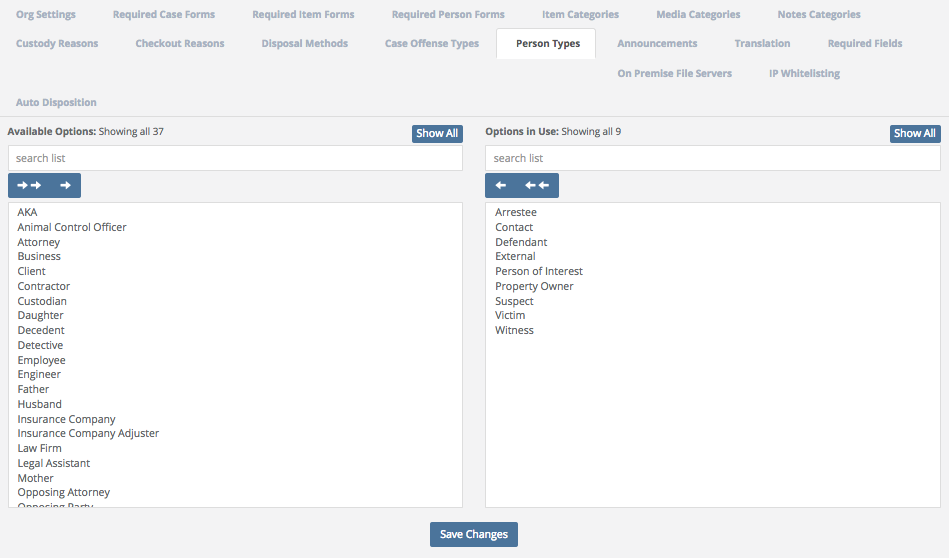 Org Settings Required Case Forms Required Item Forms Required Person Forms Item Categories Media Categories Notes Categories
Custody Reasons Checkout Reasons Disposal Methods Case Offense Types Person Types Announcements Translation Required Fields
On Premise File Servers IP Whitelisting
Auto Disposition
Available Options: Showing all 37 Show All
search list
AKA
Animal Control Officer
Attorney
Business
Client
Contractor
Custodian
Daughter
Decedent
Detective
Employee
Engineer
Father
Husband
Insurance Company
Insurance Company Adjuster
Law Firm
Legal Assistant
Mother
Opposing Attorney
Opposing Party
Options in Use: Showing all 9 Show All
search list
Arrestee
Contact
Defendant
External
Person of Interest
Property Owner
Suspect
Victim
Witness
Save Changes